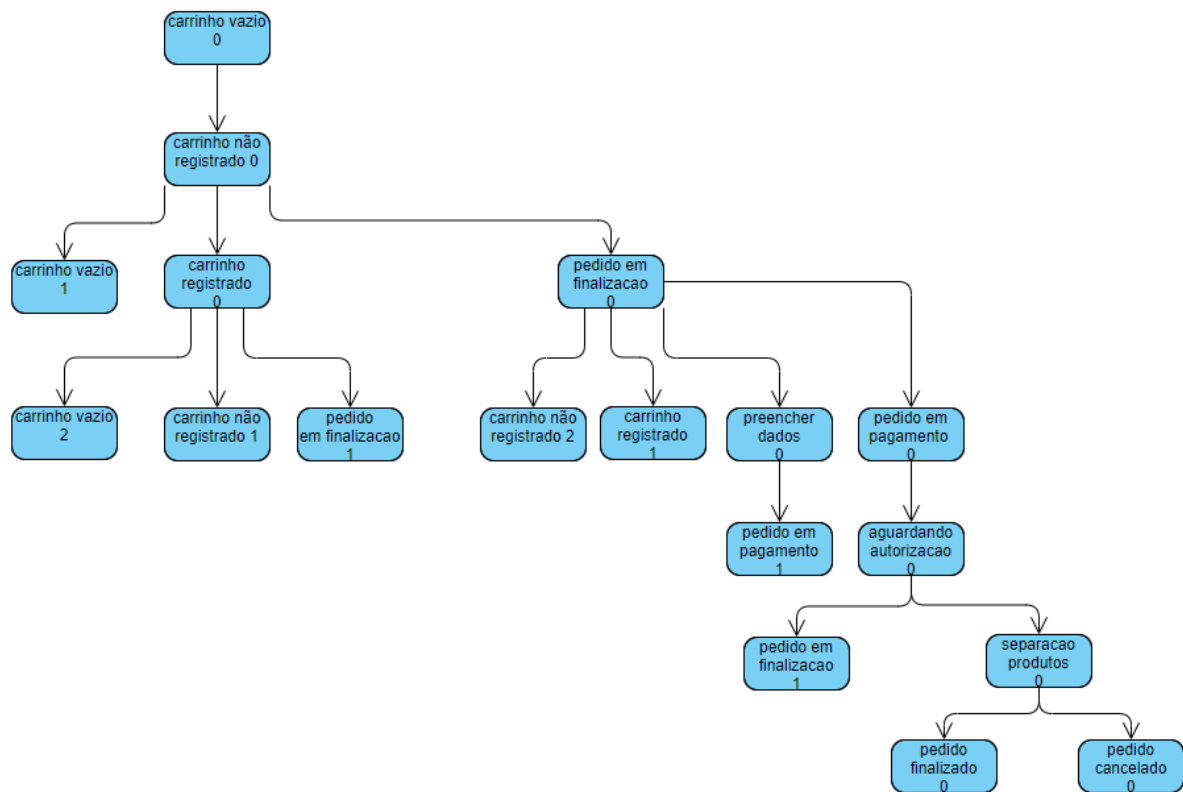 carrinho vazio
0
carrinho não
registrado 0
carrinho vazio
1
carrinho
registrado
0
pedido em
finalizacao
0
carrinho vazio
2
carrinho não
registrado 1
pedido
em finalizacao
1
carrinho não
registrado 2
carrinho
registrado
1
preencher
dados
0
pedido em
pagamento
0
pedido em
pagamento
1
aguardando
autorizacao
0
pedido em
finalizacao
1
separacao
produtos
0
pedido
finalizado
0
pedido
cancelado
0